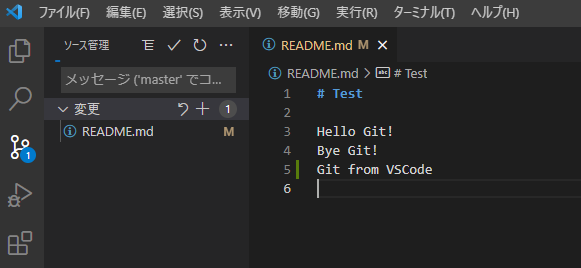 ファイル(F) 編集(E) 選択(S) 表示(V) 移動(G) 実行(R) ターミナル(T) ヘルプ(H)
ソース管理
README.md M
メッセージ ('master' でコ...
README.md > # Test
変更 1
README.md M
1
1 # Test
2
3 Hello Git!
4 Bye Git!
5 Git from VSCode
6